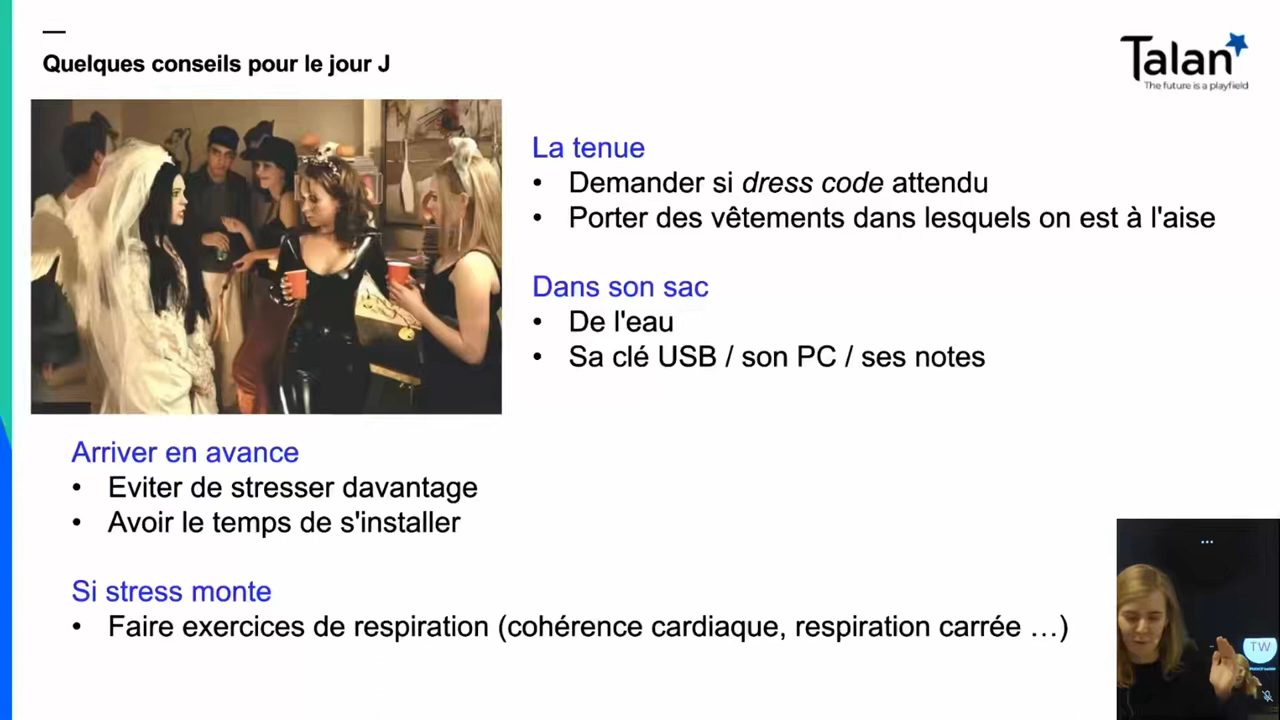 Quelques conseils pour le jour J
Talan
The future is a playfield
La tenue
• Demander si dress code attendu
• Porter des vêtements dans lesquels on est à l'aise
Dans son sac
• De l'eau
• Sa clé USB / son PC / ses notes
Arriver en avance
• Eviter de stresser davantage
• Avoir le temps de s'installer
Si stress monte
• Faire exercices de respiration (cohérence cardiaque, respiration carrée …)
TW